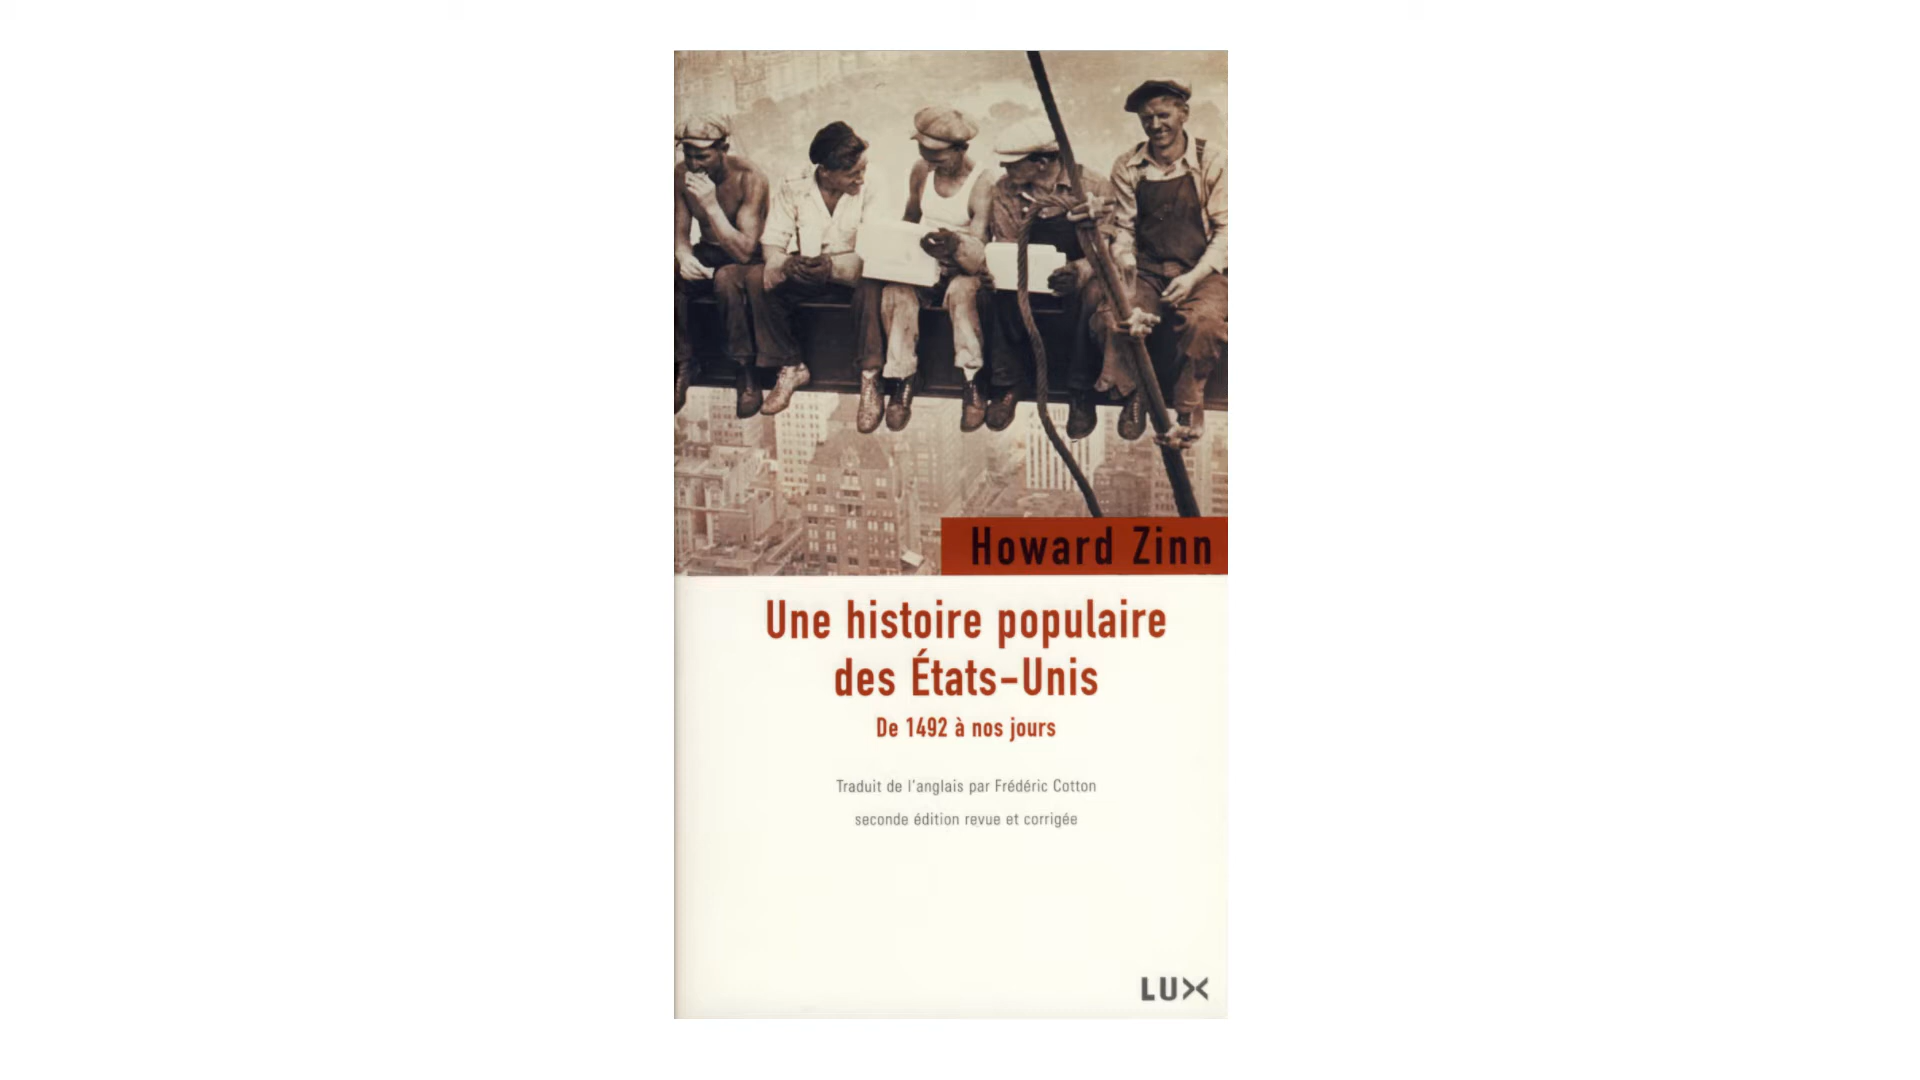 Howard Zinn
Une histoire populaire
des États-Unis
De 1492 à nos jours
Traduit de l'anglais par Frédéric Cotton
seconde édition revue et corrigée
LUX